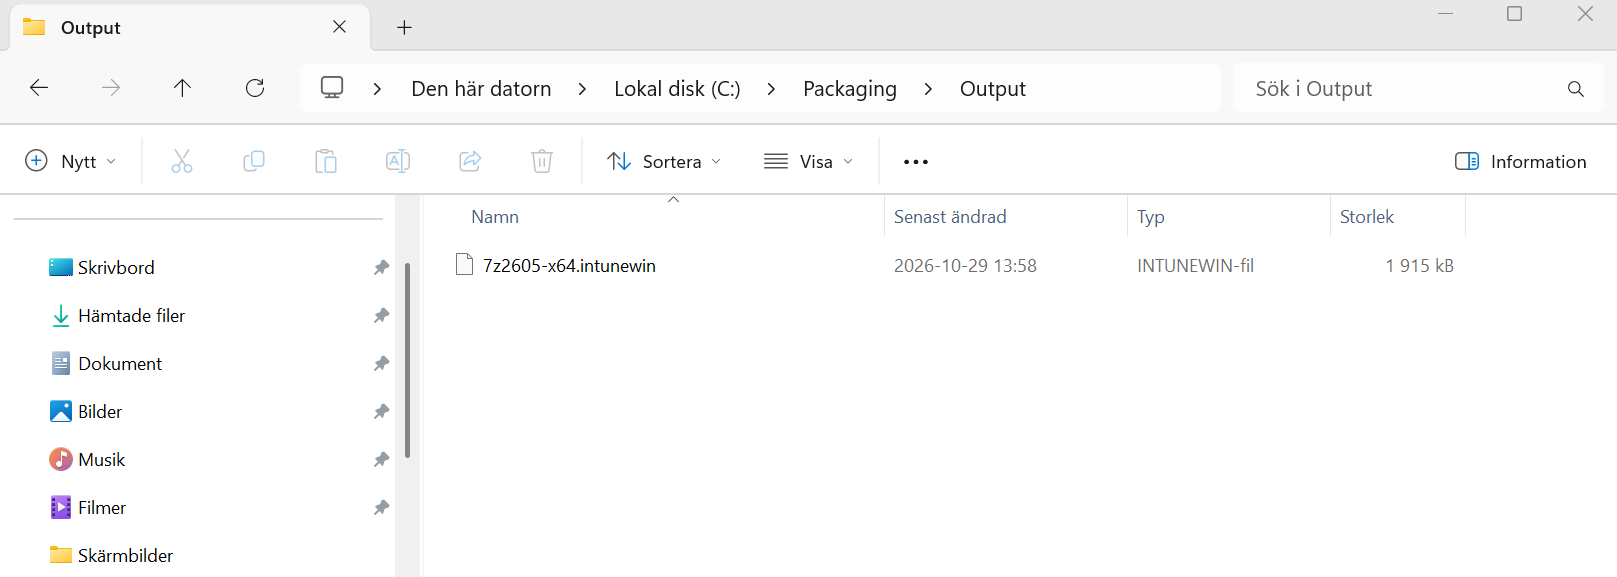 Output
Den här datorn Lokal disk (C:) Packaging Output Sök i Output
Nytt Sortera Visa Information
Namn Senast ändrad Typ Storlek
7z2605-x64.intunewin 2026-10-29 13:58 INTUNEWIN-fil 1 915 kB
Skrivbord
Hämtade filer
Dokument
Bilder
Musik
Filmer
Skärmbilder